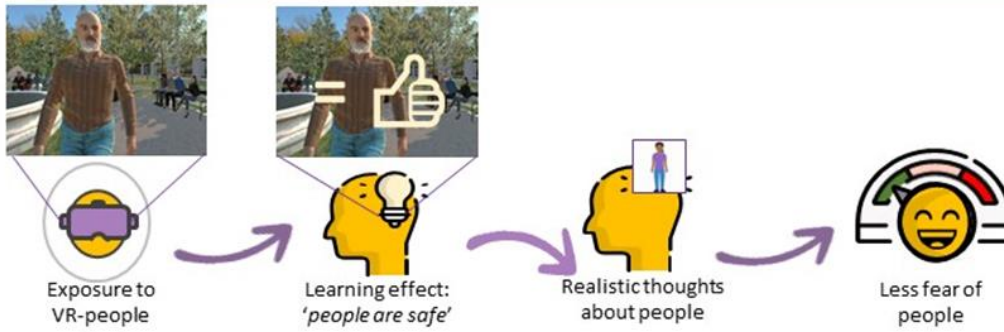 Exposure to
VR-people
Learning effect:
'people are safe'
Realistic thoughts
about people
Less fear of
people